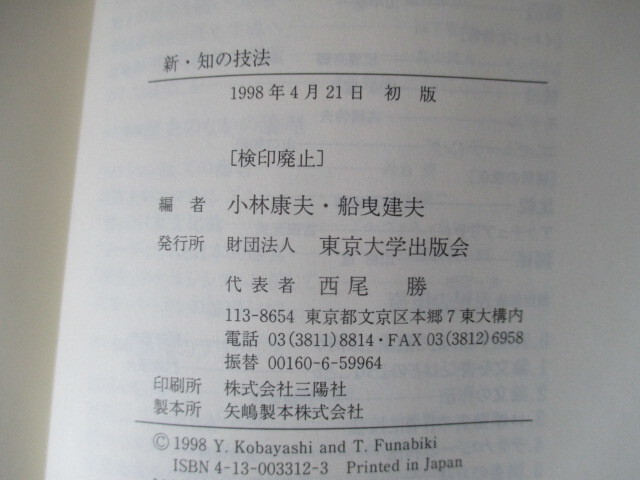 新・知の技法
1998年4月21日 初版
[検印廃止]
編者 小林康夫・船曳建夫
発行所 財団法人 東京大学出版会
代表者 西尾 勝
113-8654 東京都文京区本郷7東大構内
電話 03(3811)8814・FAX 03(3812)6958
振替 00160-6-59964
印刷所 株式会社三陽社
製本所 矢嶋製本株式会社
© 1998 Y. Kobayashi and T. Funabiki
ISBN 4-13-003312-3 Printed in Japan